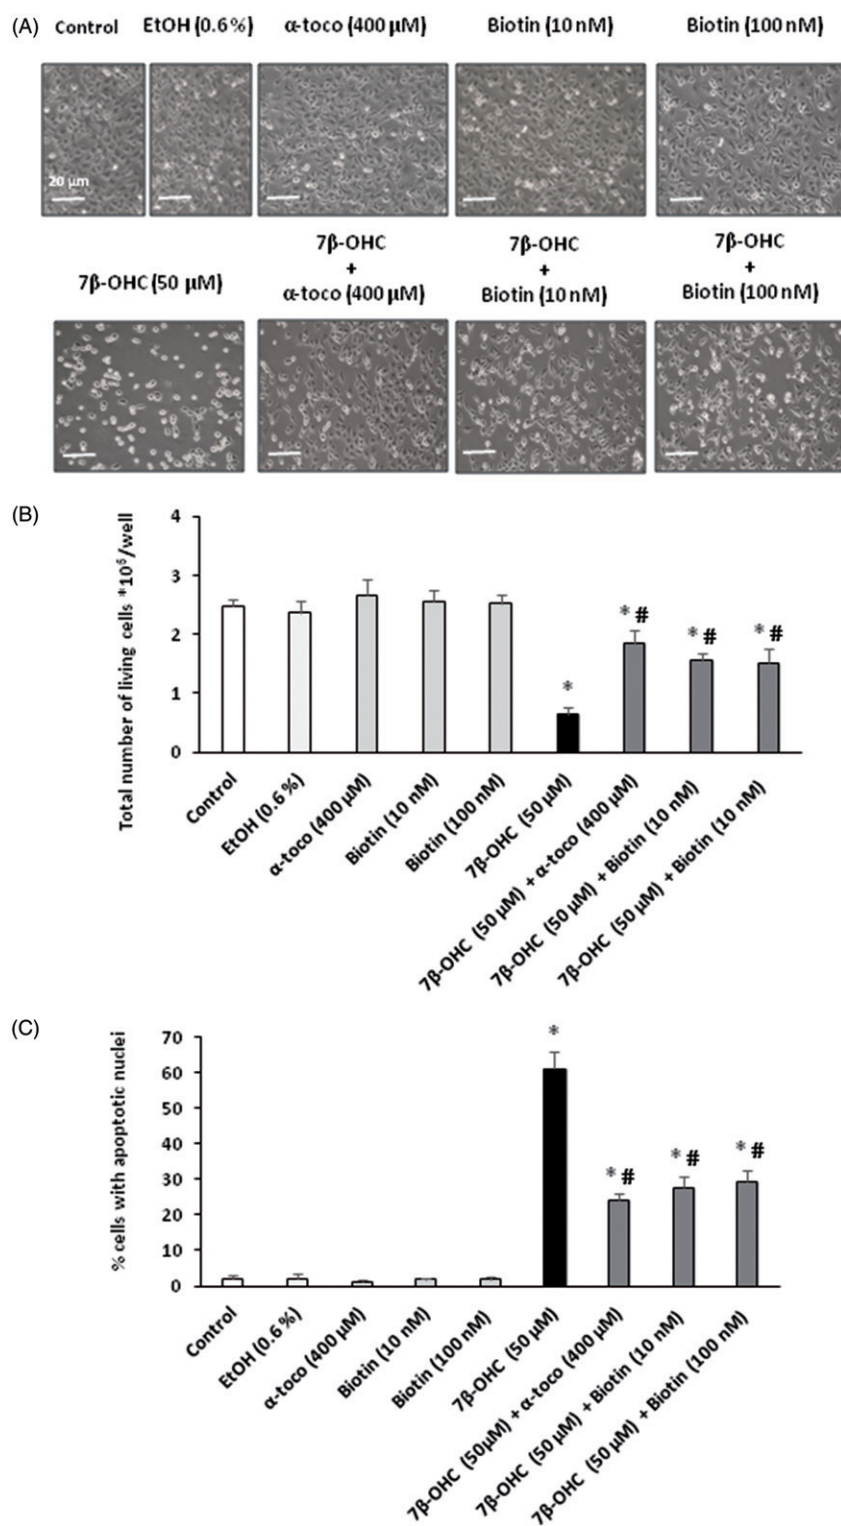 (A)
Control
EtOH (0.6%)
α-toco (400 µM)
Biotin (10 nM)
Biotin (100 nM)
20 µm
7β-OHC (50 µM)
7β-OHC
+
α-toco (400 µM)
7β-OHC
+
Biotin (10 nM)
7β-OHC
+
Biotin (100 nM)
(B)
Total number of living cells *10⁶/well
4
3
2
1
0
*
* #
* #
* #
Control
EtOH (0.6 %)
α-toco (400 µM)
Biotin (10 nM)
Biotin (100 nM)
7β-OHC (50 µM)
7β-OHC (50 µM) + α-toco (400 µM)
7β-OHC (50 µM) + Biotin (10 nM)
7β-OHC (50 µM) + Biotin (10 nM)
(C)
% cells with apoptotic nuclei
70
60
50
40
30
20
10
0
*
* #
* #
* #
Control
EtOH (0.6 %)
α-toco (400 µM)
Biotin (10 nM)
Biotin (100 nM)
7β-OHC (50 µM)
7β-OHC (50µM) + α-toco (400 µM)
7β-OHC (50 µM) + Biotin (10 nM)
7β-OHC (50 µM) + Biotin (100 nM)